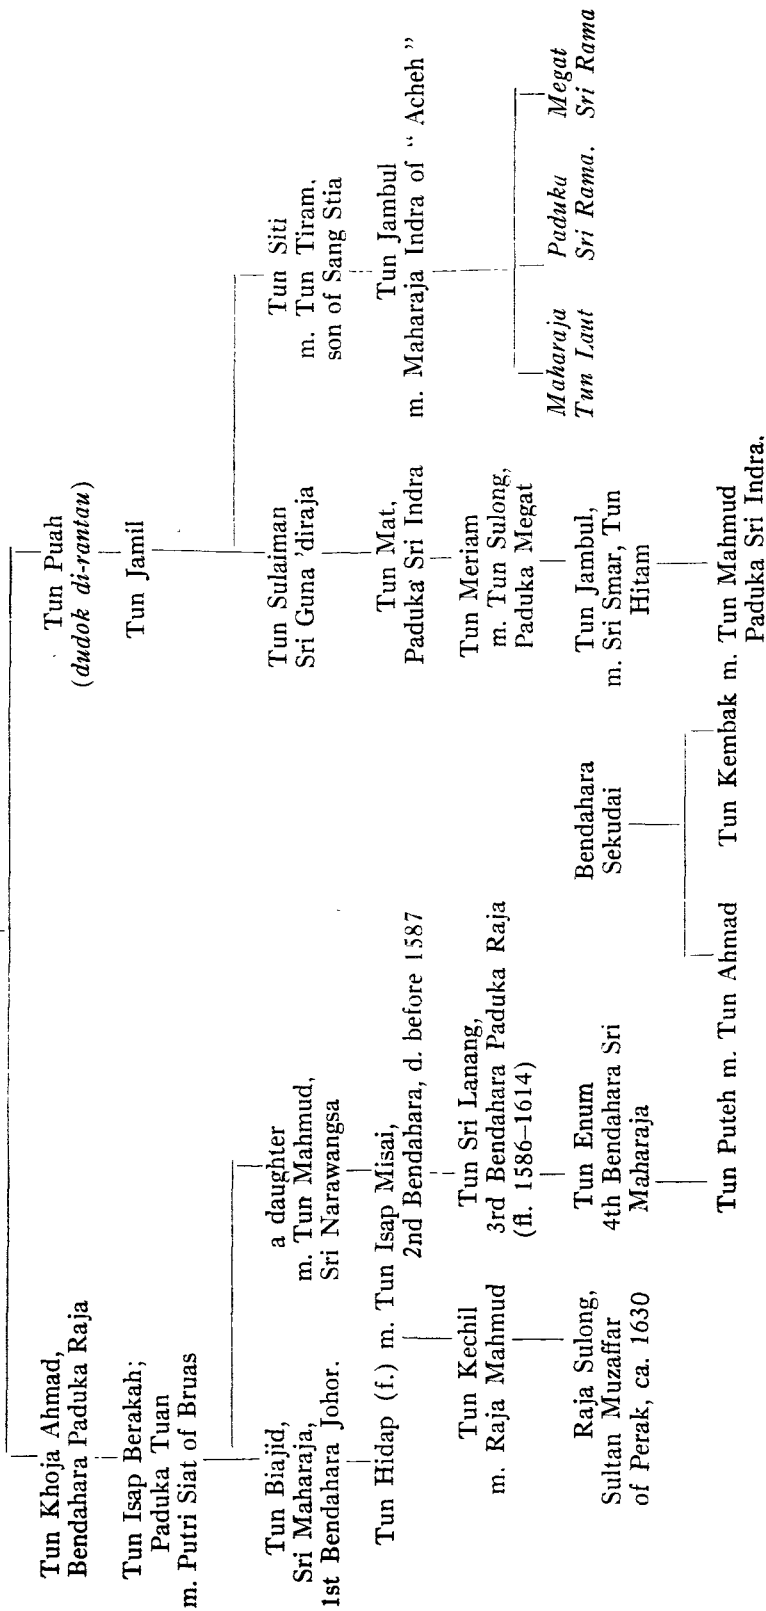 Tun Khoja Ahmad,
Bendahara Paduka Raja
Tun Isap Berakah;
Paduka Tuan
m. Putri Siat of Bruas
Tun Biajid,
Sri Maharaja,
1st Bendahara Johor.
a daughter
m. Tun Mahmud,
Sri Narawangsa
Tun Hidap (f.) m. Tun Isap Misai,
2nd Bendahara, d. before 1587
Tun Kechil
m. Raja Mahmud
Tun Sri Lanang,
3rd Bendahara Paduka Raja
(fl. 1586–1614)
Raja Sulong,
Sultan Muzaffar
of Perak, ca. 1630
Tun Enum
4th Bendahara Sri
Maharaja
Bendahara
Sekudai
Tun Puteh m. Tun Ahmad
Tun Kembak m. Tun Mahmud
Paduka Sri Indra.
Tun Puah
(dudok di-rantau)
Tun Jamil
Tun Sulaiman
Sri Guna 'diraja
Tun Siti
m. Tun Tiram,
son of Sang Stia
Tun Mat,
Paduka Sri Indra
Tun Jambul
m. Maharaja Indra of “ Acheh ”
Tun Meriam
m. Tun Sulong,
Paduka Megat
Tun Jambul,
m. Sri Smar, Tun
Hitam
Maharaja
Tun Laut
Paduku
Sri Rama.
Megat
Sri Rama